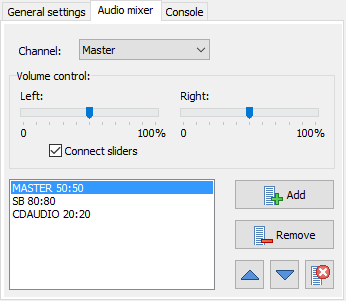 General settings Audio mixer Console
Channel: Master
Volume control:
Left: Right:
0 100% 0 100%
Connect sliders
MASTER 50:50
SB 80:80
CDAUDIO 20:20
Add
Remove